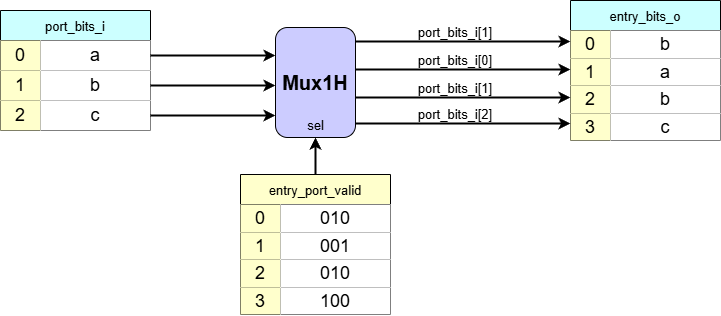 port_bits_i
0 a
1 b
2 c
Mux1H
sel
port_bits_i[1]
port_bits_i[0]
port_bits_i[1]
port_bits_i[2]
entry_bits_o
0 b
1 a
2 b
3 c
entry_port_valid
0 010
1 001
2 010
3 100